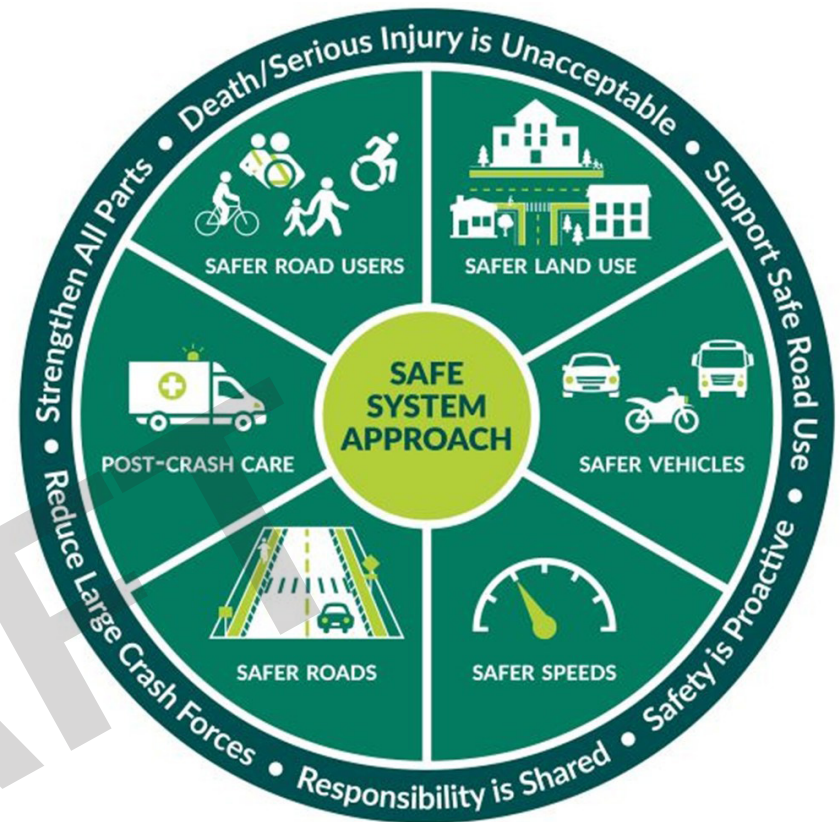 Death/Serious Injury is Unacceptable
Support Safe Road Use
Safety is Proactive
Responsibility is Shared
Reduce Large Crash Forces
Strengthen All Parts
SAFER ROAD USERS
SAFER LAND USE
SAFE
SYSTEM
APPROACH
POST-CRASH CARE
SAFER VEHICLES
SAFER ROADS
SAFER SPEEDS
AFT